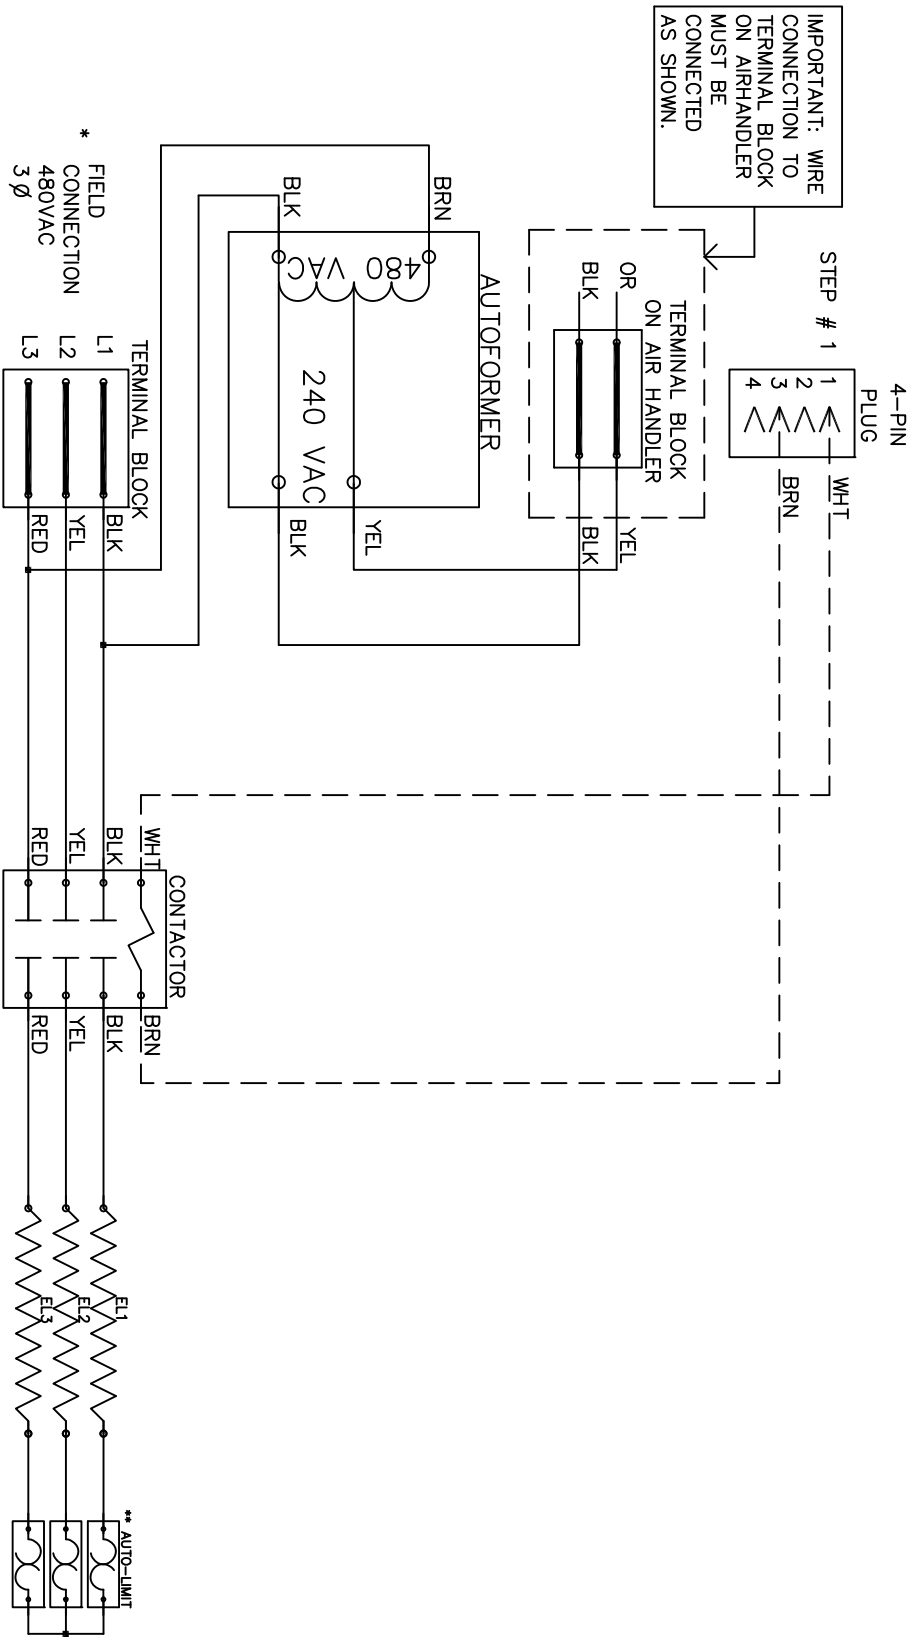 4-PIN
PLUG
STEP # 1
1
2
3
4
WHT
BRN
IMPORTANT: WIRE
CONNECTION TO
TERMINAL BLOCK
ON AIRHANDLER
MUST BE
CONNECTED
AS SHOWN.
TERMINAL BLOCK
ON AIR HANDLER
OR
BLK
YEL
BLK
AUTOFORMER
BRN
BLK
480 VAC
240 VAC
YEL
BLK
* FIELD
CONNECTION
480VAC
3 Ø
TERMINAL BLOCK
L1
L2
L3
BLK
YEL
RED
CONTACTOR
WHT
BLK
YEL
RED
BRN
BLK
YEL
RED
EL1
EL2
EL3
** AUTO-LIMIT